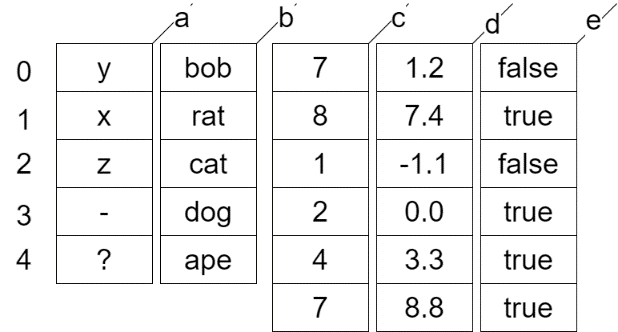 a b c d e
0 y bob 7 1.2 false
1 x rat 8 7.4 true
2 z cat 1 -1.1 false
3 - dog 2 0.0 true
4 ? ape 4 3.3 true
7 8.8 true